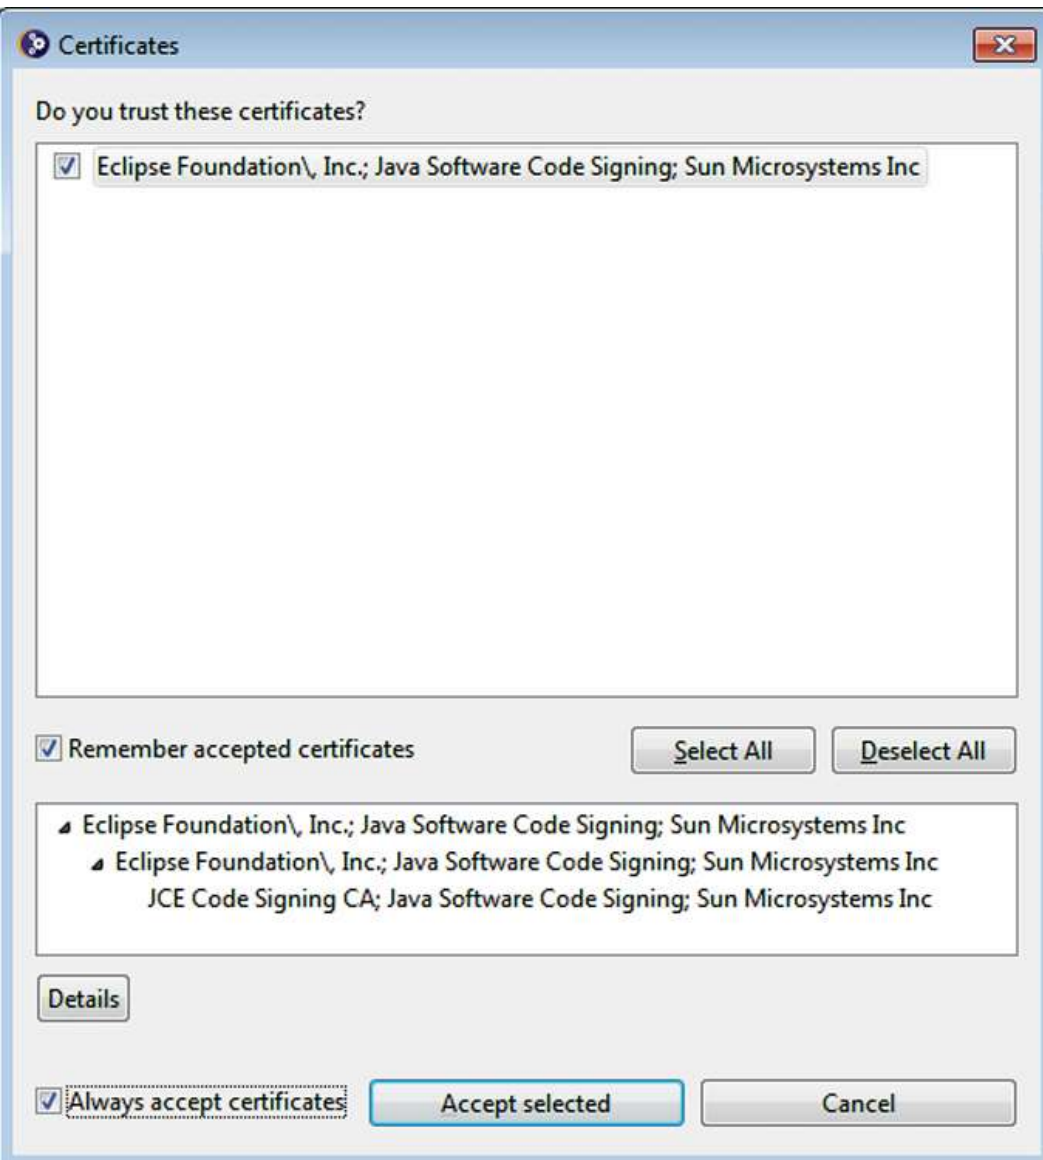 Certificates
Do you trust these certificates?
Eclipse Foundation\, Inc.; Java Software Code Signing; Sun Microsystems Inc
Remember accepted certificates
Select All
Deselect All
Eclipse Foundation\, Inc.; Java Software Code Signing; Sun Microsystems Inc
Eclipse Foundation\, Inc.; Java Software Code Signing; Sun Microsystems Inc
JCE Code Signing CA; Java Software Code Signing; Sun Microsystems Inc
Details
Always accept certificates
Accept selected
Cancel